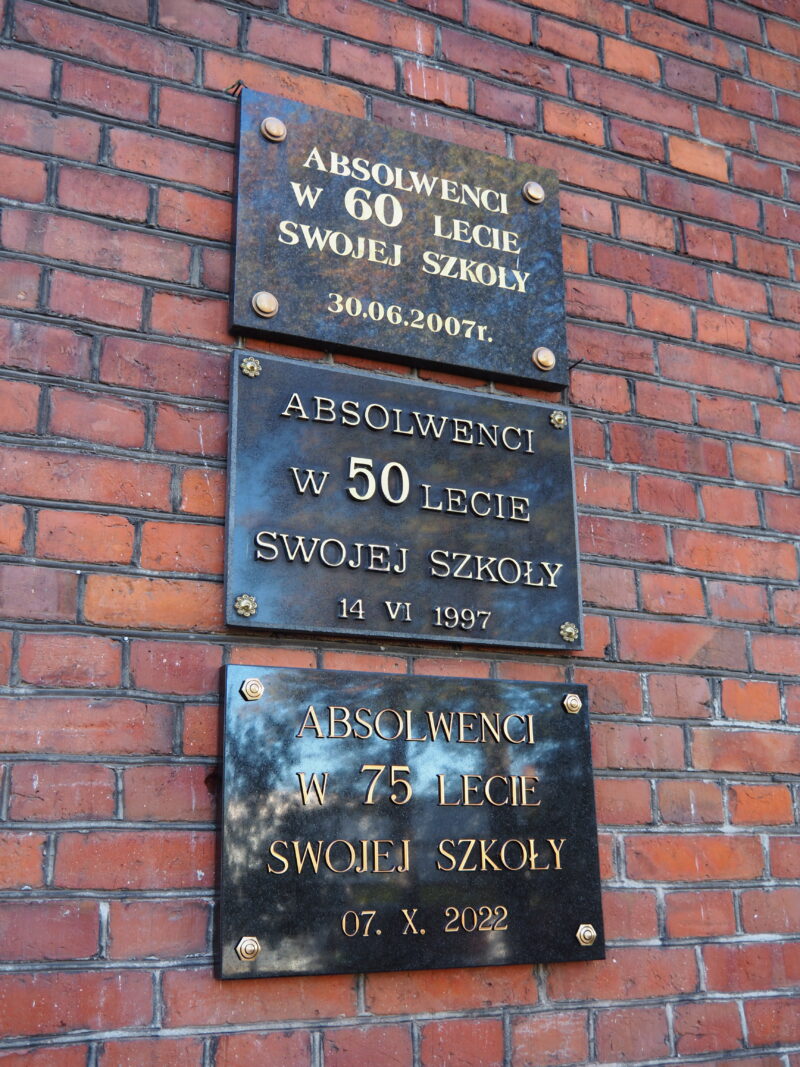 ABSOLWENCI
W 60 LECIE
SWOJEJ SZKOŁY
30.06.2007r.
ABSOLWENCI
W 50 LECIE
SWOJEJ SZKOŁY
14 VI 1997
ABSOLWENCI
W 75 LECIE
SWOJEJ SZKOŁY
07. X. 2022